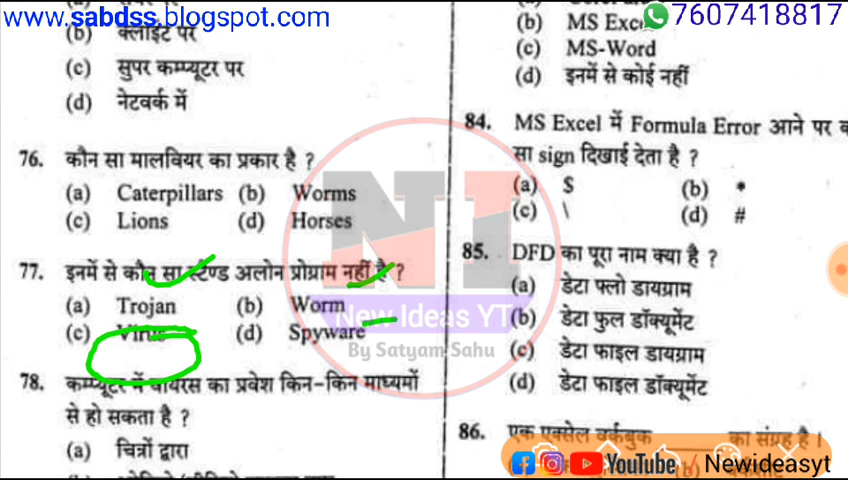 www.sabdss.blogspot.com
(b) क्लाईंट पर
(c) सुपर कम्प्यूटर पर
(d) नेटवर्क में
76. कौन सा मालवियर का प्रकार है ?
(a) Caterpillars (b) Worms
(c) Lions (d) Horses
77. इनमें से कौन सा स्टैण्ड अलोन प्रोग्राम नहीं है ?
(a) Trojan (b) Worm
(c) Virus (d) Spyware
78. कम्प्यूटर में वायरस का प्रवेश किन-किन माध्यमों
से हो सकता है ?
(a) चित्रों द्वारा
7607418817
(b) MS Exc
(c) MS-Word
(d) इनमें से कोई नहीं
84. MS Excel में Formula Error आने पर
सा sign दिखाई देता है ?
(a) $ (b) *
(c) \ (d) #
85. DFD का पूरा नाम क्या है ?
(a) डेटा फ्लो डायग्राम
(b) डेटा फुल डॉक्यूमेंट
(c) डेटा फाइल डायग्राम
(d) डेटा फाइल डॉक्यूमेंट
86. एक एक्सेल वर्कबुक ______ का संग्रह है।
(b)
NI
New Ideas YT
By Satyam Sahu
YouTube / Newideasyt